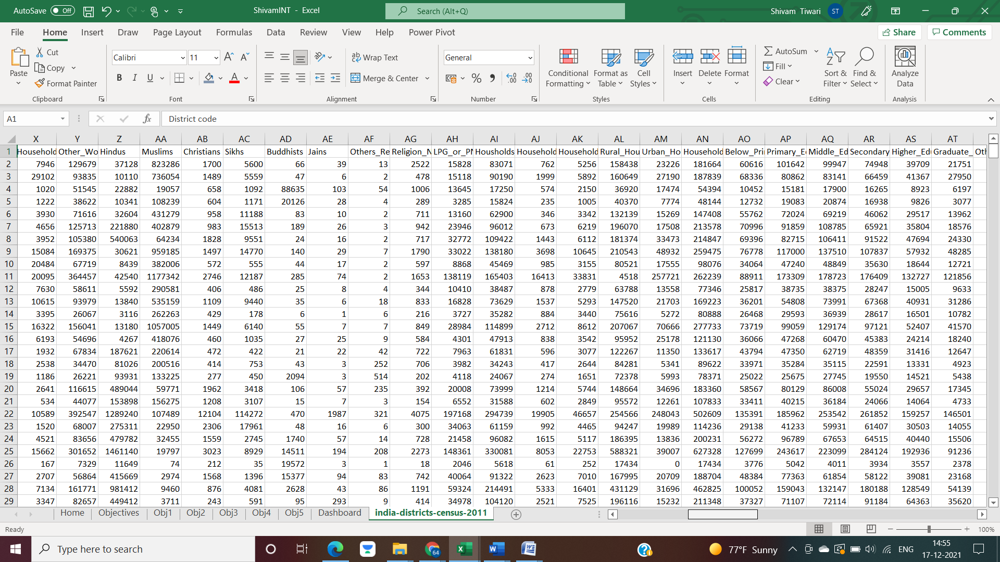 AutoSave Off ShivamINT - Excel Search (Alt+Q) Shivam Tiwari ST
File Home Insert Draw Page Layout Formulas Data Review View Help Power Pivot Share Comments
Paste Cut Copy Format Painter Clipboard
Calibri 11 B I U A A A Font
ab Wrap Text Merge & Center Alignment
General % Number
Conditional Formatting Format as Table Cell Styles Styles
Insert Delete Format Cells
AutoSum Fill Clear Sort & Filter Find & Select Editing
Analyze Data Analysis
A1 fx District code
X Y Z AA AB AC AD AE AF AG AH AI AJ AK AL AM AN AO AP AQ AR AS AT
1 Household Other_Wo Hindus Muslims Christians Sikhs Buddhists Jains Others_Re Religion_N LPG_or_PN Housholds Household Household Rural_Hou Urban_Ho Household Below_Pri Primary_E Middle_Ed Secondary Higher_Ed Graduate_ Oth
2 7946 129679 37128 823286 1700 5600 66 39 13 2522 15828 83071 762 5256 158438 23226 181664 60616 101642 99947 74948 39709 21751
3 29102 93835 10110 736054 1489 5559 47 6 2 478 15118 90190 1999 5892 160649 27190 187839 68336 80862 83141 66459 41367 27950
4 1020 51545 22882 19057 658 1092 88635 103 54 1006 13645 17250 574 2150 36920 17474 54394 10452 15181 17900 16265 8923 6197
5 1222 38622 10341 108239 604 1171 20126 28 4 289 3285 15824 235 1005 40370 7774 48144 12732 19083 20874 16938 9826 3077
6 3930 71616 32604 431279 958 11188 83 10 2 711 13160 62900 346 3342 132139 15269 147408 55762 72024 69219 46062 29517 13962
7 4656 125713 221880 402879 983 15513 189 26 3 942 23946 96012 673 6219 196070 17508 213578 70996 91859 108785 65921 35804 18576
8 3952 105380 540063 64234 1828 9551 24 16 2 717 32772 109422 1443 6112 181374 33473 214847 69396 82715 106411 91522 47694 24330
9 15084 169375 30621 959185 1497 14770 140 29 7 1790 33022 138180 3698 10645 210543 48932 259475 76778 117000 137510 107837 57932 48285
10 20484 67719 8439 382006 572 555 44 17 2 597 8868 45469 985 3155 80521 17555 98076 34064 47240 48849 35630 18644 12721
11 20095 364457 42540 1177342 2746 12187 285 74 2 1653 138119 165403 16413 33831 4518 257721 262239 88911 173309 178723 176409 132727 121856
12 7630 58611 5592 290581 406 486 25 8 4 344 10410 38487 878 2779 63788 13558 77346 25817 38735 38375 28247 15005 9633
13 10615 93979 13840 535159 1109 9440 35 6 18 833 16828 73629 1537 5293 147520 21703 169223 36201 54808 73991 67368 40931 31286
14 3395 26067 3116 262263 429 178 6 1 6 216 3727 35282 884 3440 75616 5272 80888 26468 29593 36939 28617 16501 10782
15 16322 156041 13180 1057005 1449 6140 55 7 7 849 28984 114899 2712 8612 207067 70666 277733 73719 99059 129174 97121 52407 41570
16 6193 54696 4267 418076 460 1035 27 25 9 584 4301 47913 838 3542 95952 25178 121130 36066 47268 60470 45383 24214 18240
17 1932 67834 187621 220614 472 422 21 22 42 722 7963 61831 596 3077 122267 11350 133617 43794 47350 62719 48359 31416 12647
18 2538 34470 81026 200516 414 753 43 3 252 706 3982 34243 417 2644 84281 5341 89622 33971 35284 35115 22591 13331 4923
19 1186 26221 93931 133225 277 450 2094 3 514 202 4118 24067 274 1651 72378 5993 78371 25022 25675 27745 19550 14521 5438
20 2641 116615 489044 59771 1962 3418 106 57 235 392 20008 73999 1214 5744 148664 34696 183360 58567 80129 86008 55024 29657 17345
21 534 44077 153898 156275 1208 3107 15 7 3 154 6552 31588 602 2849 95572 12261 107833 33411 40215 36184 24066 14064 4733
22 10589 392547 1289240 107489 12104 114272 470 1987 321 4075 197168 294739 19905 46657 254566 248043 502609 135391 185962 253542 261852 159257 146501
23 1520 68007 275311 22950 2306 17961 48 16 6 300 34063 61159 992 4465 94247 19989 114236 29138 41233 59931 61407 30503 14055
24 4521 83656 479782 32455 1559 2745 1740 57 14 728 21458 96082 1615 5117 186395 13836 200231 56272 96789 67653 64515 40440 15506
25 15662 301652 1461140 19797 3023 8929 14511 194 208 2273 148361 330081 8053 22753 588321 39007 627328 127699 243617 223099 284124 192936 91236
26 167 7329 11649 74 212 35 19572 3 1 18 2046 5618 61 252 17434 0 17434 3776 5042 4011 3934 3557 2378
27 2707 56864 415669 2974 1568 1396 15377 94 83 742 40064 91322 2623 7010 167995 20709 188704 48384 77363 61854 58122 39081 23168
28 7134 161771 981412 9460 876 4081 2628 43 86 1191 59324 214491 5333 16401 431129 31696 462825 100052 159043 132147 180188 128549 54139
29 3347 82657 449412 3711 243 591 95 293 9 414 34978 104120 2521 7525 196116 15232 211348 37327 71107 72114 91184 64363 35620
Home Objectives Obj1 Obj2 Obj3 Obj4 Obj5 Dashboard india-districts-census-2011
Ready 100%
Type here to search 64 77°F Sunny ENG 14:55
17-12-2021